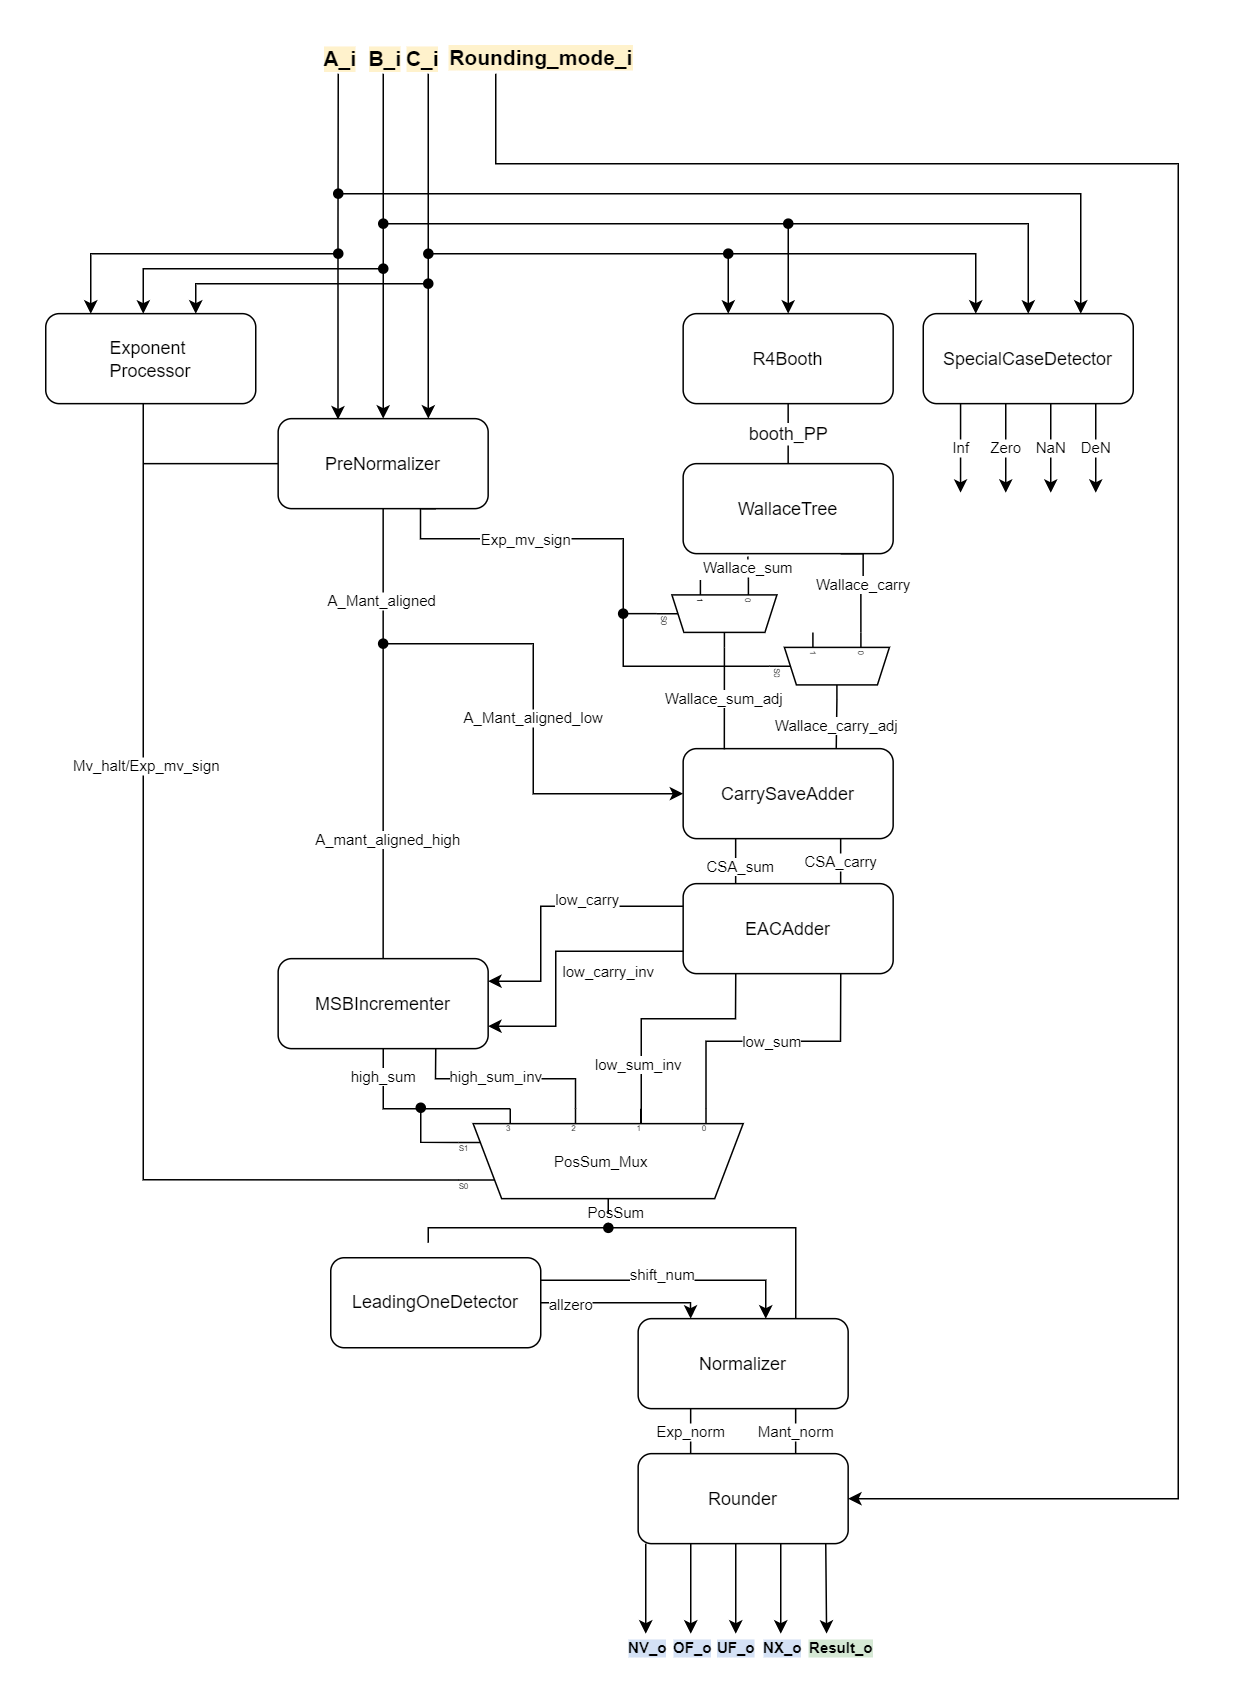 A_i B_i C_i Rounding_mode_i
Exponent
Processor
R4Booth
SpecialCaseDetector
booth_PP
Inf Zero NaN DeN
PreNormalizer
WallaceTree
Exp_mv_sign
Wallace_sum
Wallace_carry
A_Mant_aligned
1 0
S0
1 0
S0
Wallace_sum_adj
A_Mant_aligned_low
Wallace_carry_adj
Mv_halt/Exp_mv_sign
CarrySaveAdder
A_mant_aligned_high
CSA_sum CSA_carry
low_carry
EACAdder
low_carry_inv
MSBIncrementer
low_sum
low_sum_inv
high_sum high_sum_inv
3 2 1 0
S1
PosSum_Mux
S0
PosSum
shift_num
LeadingOneDetector
allzero
Normalizer
Exp_norm Mant_norm
Rounder
NV_o OF_o UF_o NX_o Result_o